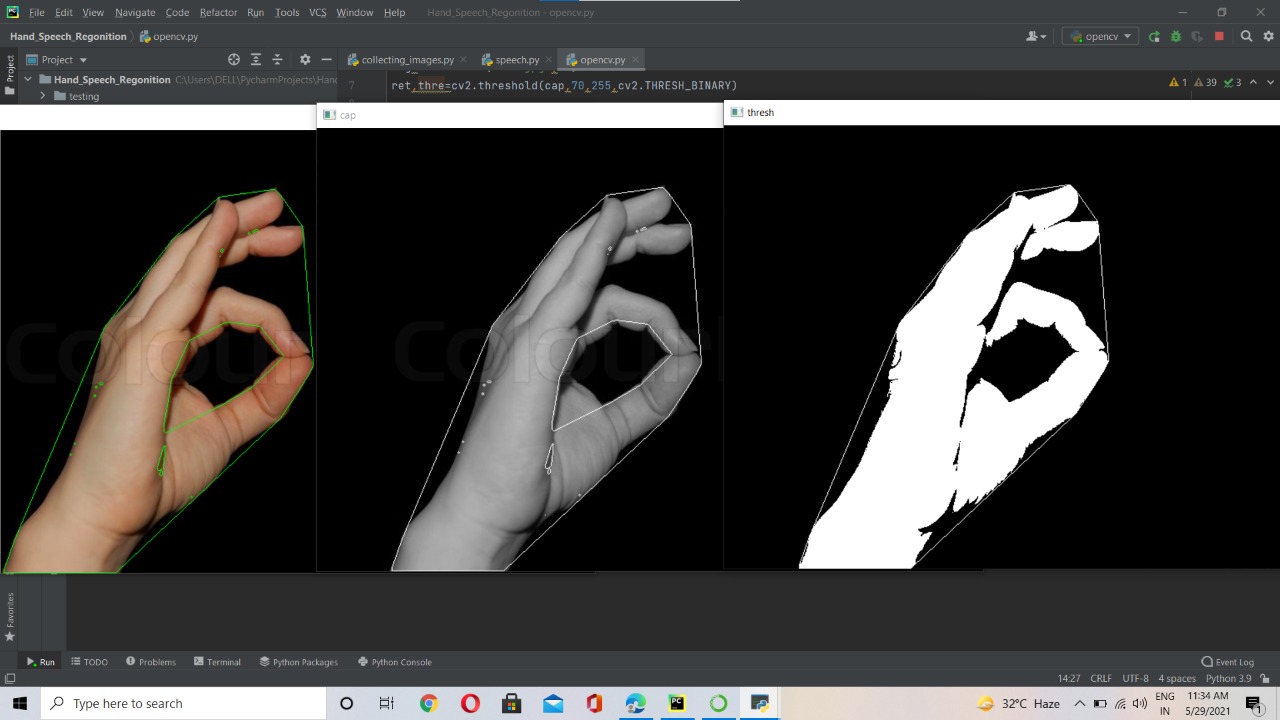 File Edit View Navigate Code Refactor Run Tools VCS Window Help Hand_Speech_Regonition - opencv.py
Hand_Speech_Regonition opencv.py opencv
Project Project collecting_images.py speech.py opencv.py
Hand_Speech_Regonition C:\Users\DELL\PycharmProjects\Hand
testing
7 ret,thre=cv2.threshold(cap,70,255,cv2.THRESH_BINARY)
1 39 3
cap
thresh
Favorites
Run TODO Problems Terminal Python Packages Python Console Event Log
14:27 CRLF UTF-8 4 spaces Python 3.9
Type here to search
32°C Haze
ENG
IN
11:34 AM
5/29/2021
1